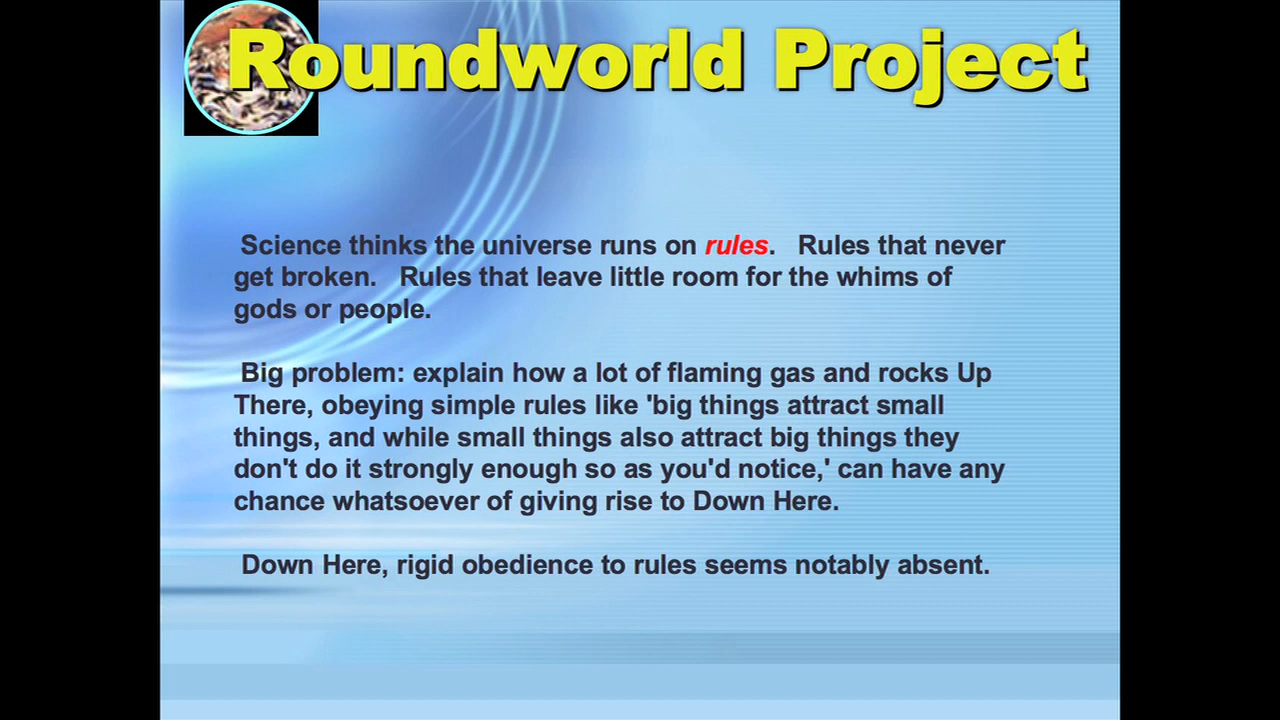 Roundworld Project
Science thinks the universe runs on rules. Rules that never
get broken. Rules that leave little room for the whims of
gods or people.
Big problem: explain how a lot of flaming gas and rocks Up
There, obeying simple rules like 'big things attract small
things, and while small things also attract big things they
don't do it strongly enough so as you'd notice,' can have any
chance whatsoever of giving rise to Down Here.
Down Here, rigid obedience to rules seems notably absent.